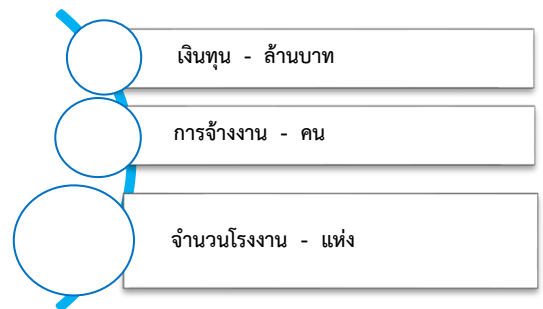 เงินทุน - ล้านบาท
การจ้างงาน - คน
จำนวนโรงงาน - แห่ง